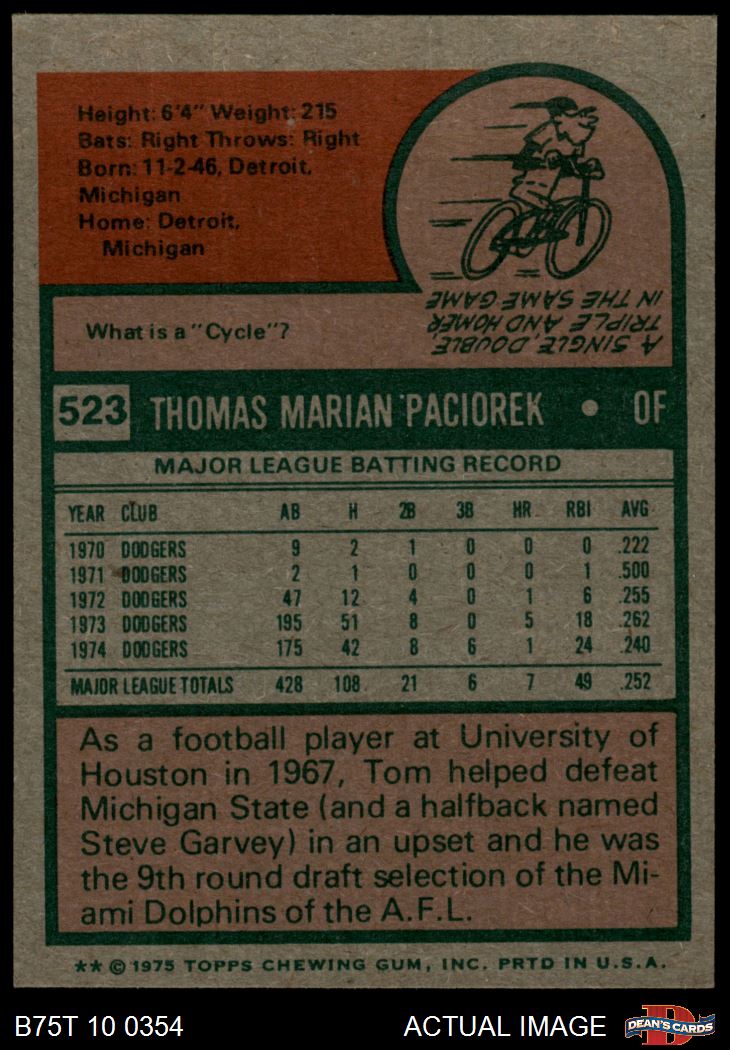 Height: 6'4" Weight: 215
Bats: Right Throws: Right
Born: 11-2-46, Detroit,
Michigan
Home: Detroit,
Michigan
What is a "Cycle"?
A SINGLE, DOUBLE,
TRIPLE AND HOMER
IN THE SAME GAME
523 THOMAS MARIAN PACIOREK • OF
MAJOR LEAGUE BATTING RECORD
YEAR CLUB AB H 2B 3B HR RBI AVG
1970 DODGERS 9 2 1 0 0 0 .222
1971 DODGERS 2 1 0 0 0 1 .500
1972 DODGERS 47 12 4 0 1 6 .255
1973 DODGERS 195 51 8 0 5 18 .262
1974 DODGERS 175 42 8 6 1 24 .240
MAJOR LEAGUE TOTALS 428 108 21 6 7 49 .252
As a football player at University of
Houston in 1967, Tom helped defeat
Michigan State (and a halfback named
Steve Garvey) in an upset and he was
the 9th round draft selection of the Mi-
ami Dolphins of the A.F.L.
** © 1975 TOPPS CHEWING GUM, INC. PRTD IN U.S.A.
B75T 10 0354 ACTUAL IMAGE D DEAN'S CARDS